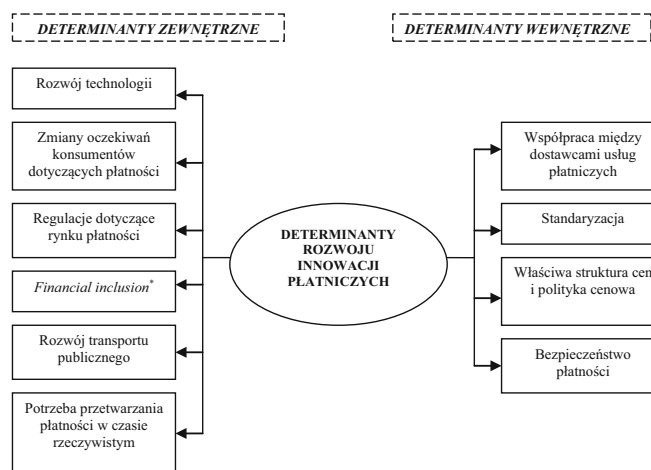 DETERMINANTY ZEWNĘTRZNE
Rozwój technologii
Zmiany oczekiwań
konsumentów
dotyczących płatności
Regulacje dotyczące
rynku płatności
Financial inclusion*
Rozwój transportu
publicznego
Potrzeba przetwarzania
płatności w czasie
rzeczywistym
DETERMINANTY
ROZWOJU
INNOWACJI
PŁATNICZYCH
DETERMINANTY WEWNĘTRZNE
Współpraca między
dostawcami usług
płatniczych
Standaryzacja
Właściwa struktura cen
i polityka cenowa
Bezpieczeństwo
płatności